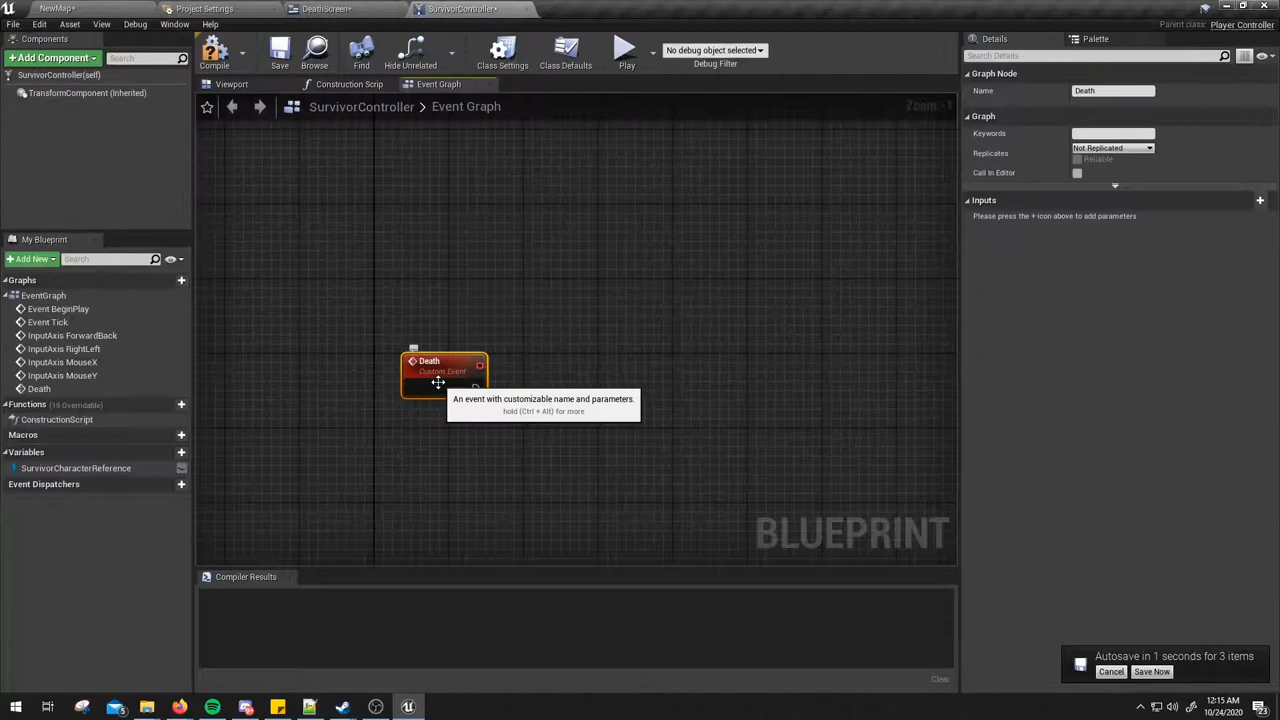 NewMap*
Project Settings
DeathScreen*
SurvivorController*
File Edit Asset View Debug Window Help
Parent class: Player Controller
Components
+ Add Component
Search
SurvivorController(self)
TransformComponent (Inherited)
My Blueprint
+ Add New
Search
Graphs
EventGraph
Event BeginPlay
Event Tick
InputAxis ForwardBack
InputAxis RightLeft
InputAxis MouseX
InputAxis MouseY
Death
Functions (19 Overridable)
ConstructionScript
Macros
Variables
SurvivorCharacterReference
Event Dispatchers
Compile
Save
Browse
Find
Hide Unrelated
Class Settings
Class Defaults
Play
No debug object selected
Debug Filter
Viewport
Construction Scrip
Event Graph
SurvivorController > Event Graph
Zoom -1
Death
Custom Event
An event with customizable name and parameters.
hold (Ctrl + Alt) for more
BLUEPRINT
Compiler Results
Clear
Details
Palette
Search Details
Graph Node
Name Death
Graph
Keywords
Replicates Not Replicated
Reliable
Call In Editor
Inputs
Please press the + icon above to add parameters
Autosave in 1 seconds for 3 items
Cancel Save Now
12:15 AM
10/24/2020